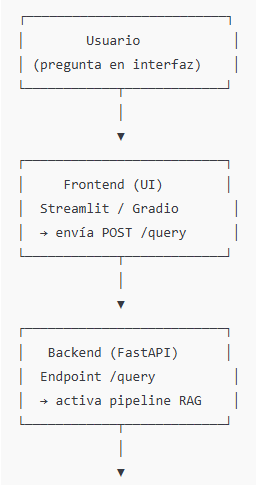 Usuario
(pregunta en interfaz)
Frontend (UI)
Streamlit / Gradio
→ envía POST /query
Backend (FastAPI)
Endpoint /query
→ activa pipeline RAG